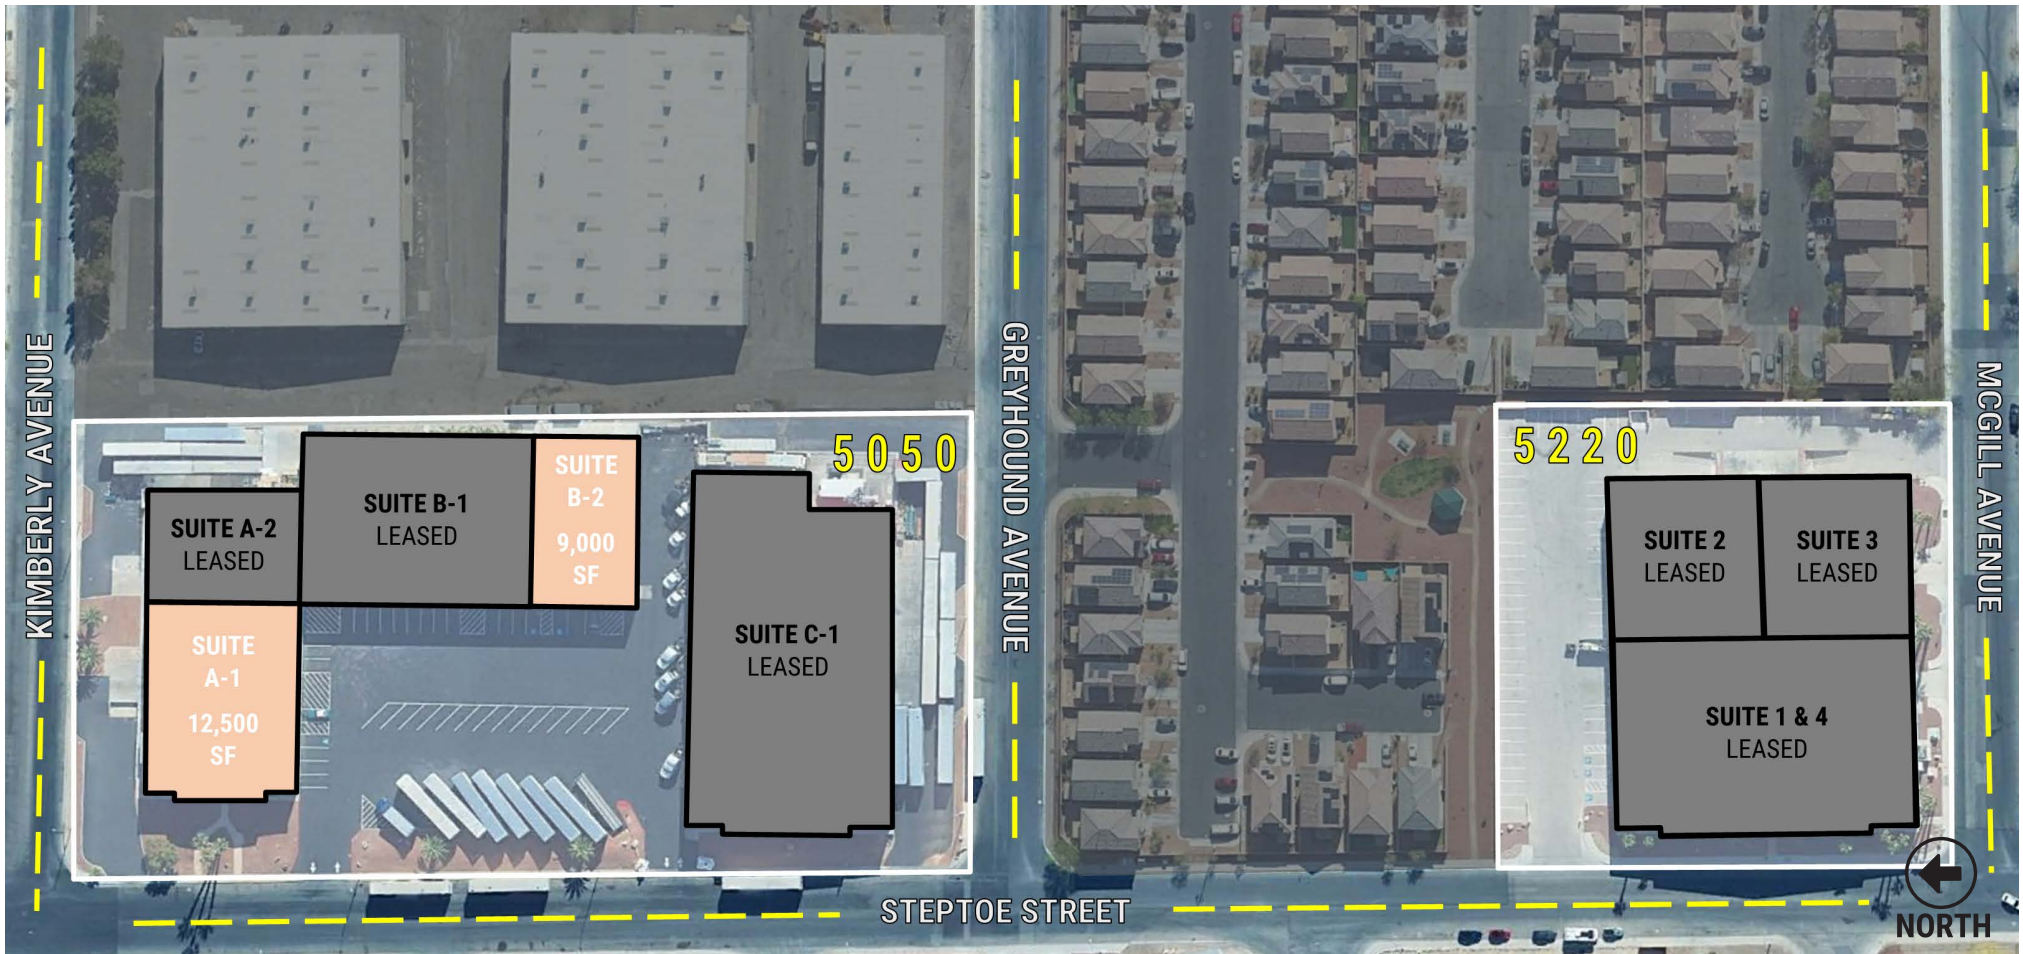 KIMBERLY AVENUE
GREYHOUND AVENUE
MCGILL AVENUE
STEPTOE STREET
5050
SUITE A-2
LEASED
SUITE B-1
LEASED
SUITE
B-2
9,000
SF
SUITE
A-1
12,500
SF
SUITE C-1
LEASED
5220
SUITE 2
LEASED
SUITE 3
LEASED
SUITE 1 & 4
LEASED
NORTH